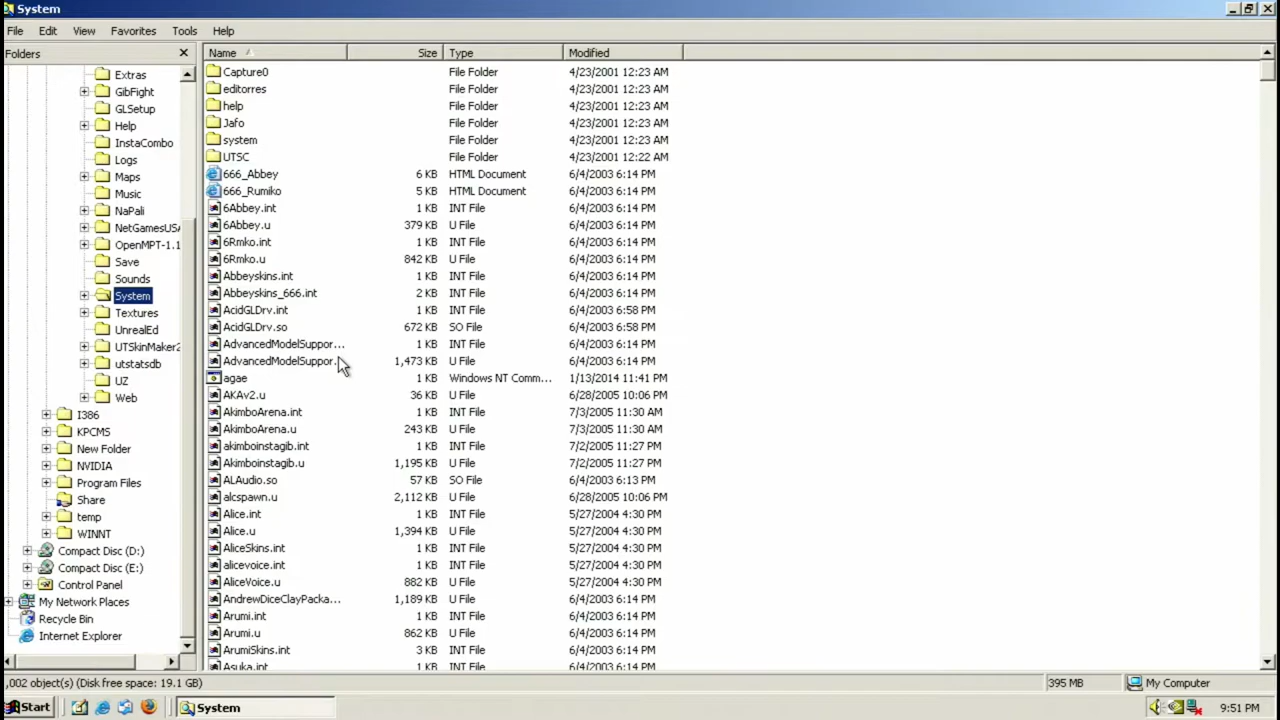 System
File Edit View Favorites Tools Help
Folders
Name Size Type Modified
Extras
GibFight
GLSetup
Help
InstaCombo
Logs
Maps
Music
NaPali
NetGamesUSA
OpenMPT-1.1
Save
Sounds
System
Textures
UnrealEd
UTSkinMaker2
utstatsdb
UZ
Web
I386
KPCMS
New Folder
NVIDIA
Program Files
Share
temp
WINNT
Compact Disc (D:)
Compact Disc (E:)
Control Panel
My Network Places
Recycle Bin
Internet Explorer
Capture0 File Folder 4/23/2001 12:23 AM
editorres File Folder 4/23/2001 12:23 AM
help File Folder 4/23/2001 12:23 AM
Jafo File Folder 4/23/2001 12:23 AM
system File Folder 4/23/2001 12:23 AM
UTSC File Folder 4/23/2001 12:22 AM
666_Abbey 6 KB HTML Document 6/4/2003 6:14 PM
666_Rumiko 5 KB HTML Document 6/4/2003 6:14 PM
6Abbey.int 1 KB INT File 6/4/2003 6:14 PM
6Abbey.u 379 KB U File 6/4/2003 6:14 PM
6Rmko.int 1 KB INT File 6/4/2003 6:14 PM
6Rmko.u 842 KB U File 6/4/2003 6:14 PM
Abbeyskins.int 1 KB INT File 6/4/2003 6:14 PM
Abbeyskins_666.int 2 KB INT File 6/4/2003 6:14 PM
AcidGLDrv.int 1 KB INT File 6/4/2003 6:58 PM
AcidGLDrv.so 672 KB SO File 6/4/2003 6:58 PM
AdvancedModelSuppor... 1 KB INT File 6/4/2003 6:14 PM
AdvancedModelSuppor... 1,473 KB U File 6/4/2003 6:14 PM
agae 1 KB Windows NT Comm... 1/13/2014 11:41 PM
AKAv2.u 36 KB U File 6/28/2005 10:06 PM
AkimboArena.int 1 KB INT File 7/3/2005 11:30 AM
AkimboArena.u 243 KB U File 7/3/2005 11:30 AM
akimboinstagib.int 1 KB INT File 7/2/2005 11:27 PM
Akimboinstagib.u 1,195 KB U File 7/2/2005 11:27 PM
ALAudio.so 57 KB SO File 6/4/2003 6:13 PM
alcspawn.u 2,112 KB U File 6/28/2005 10:06 PM
Alice.int 1 KB INT File 5/27/2004 4:30 PM
Alice.u 1,394 KB U File 5/27/2004 4:30 PM
AliceSkins.int 1 KB INT File 5/27/2004 4:30 PM
alicevoice.int 1 KB INT File 5/27/2004 4:30 PM
AliceVoice.u 882 KB U File 5/27/2004 4:30 PM
AndrewDiceClayPacka... 1,189 KB U File 6/4/2003 6:14 PM
Arumi.int 1 KB INT File 6/4/2003 6:14 PM
Arumi.u 862 KB U File 6/4/2003 6:14 PM
ArumiSkins.int 3 KB INT File 6/4/2003 6:14 PM
Asuka.int 1 KB INT File 6/4/2003 6:14 PM
,002 object(s) (Disk free space: 19.1 GB) 395 MB My Computer
Start System 9:51 PM